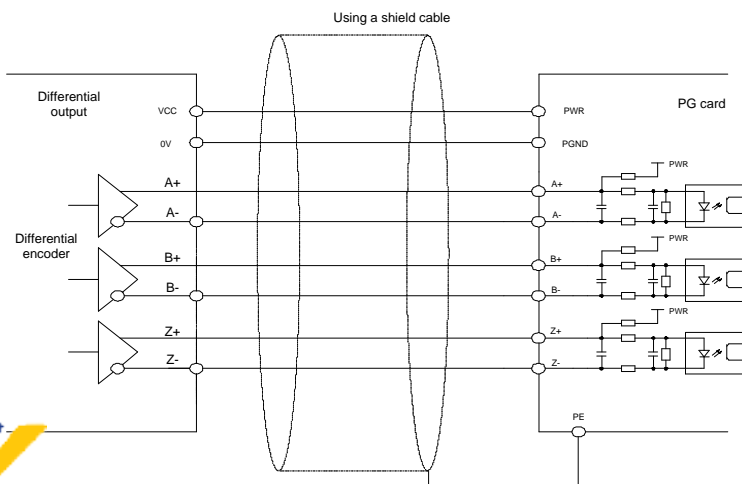 Using a shield cable
Differential
output
PG card
VCC
PWR
0V
PGND
PWR
A+
A+
A-
A-
Differential
encoder
PWR
B+
B+
B-
B-
PWR
Z+
Z+
Z-
Z-
PE